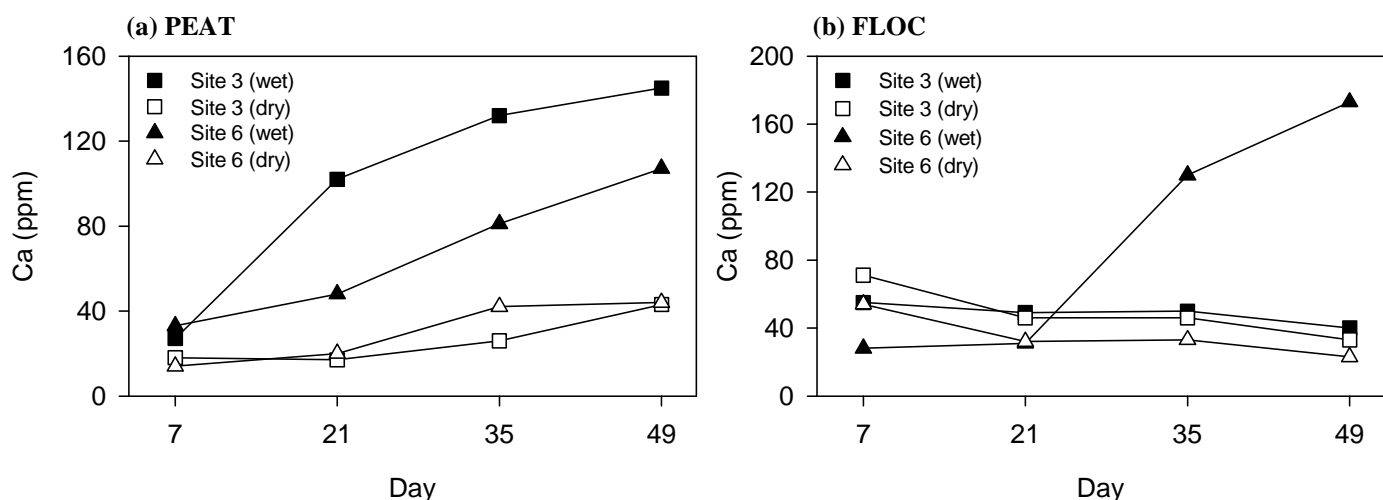 (a) PEAT
160
120
80
40
0
Ca (ppm)
Site 3 (wet)
Site 3 (dry)
Site 6 (wet)
Site 6 (dry)
7 21 35 49
Day
(b) FLOC
200
160
120
80
40
0
Ca (ppm)
Site 3 (wet)
Site 3 (dry)
Site 6 (wet)
Site 6 (dry)
7 21 35 49
Day